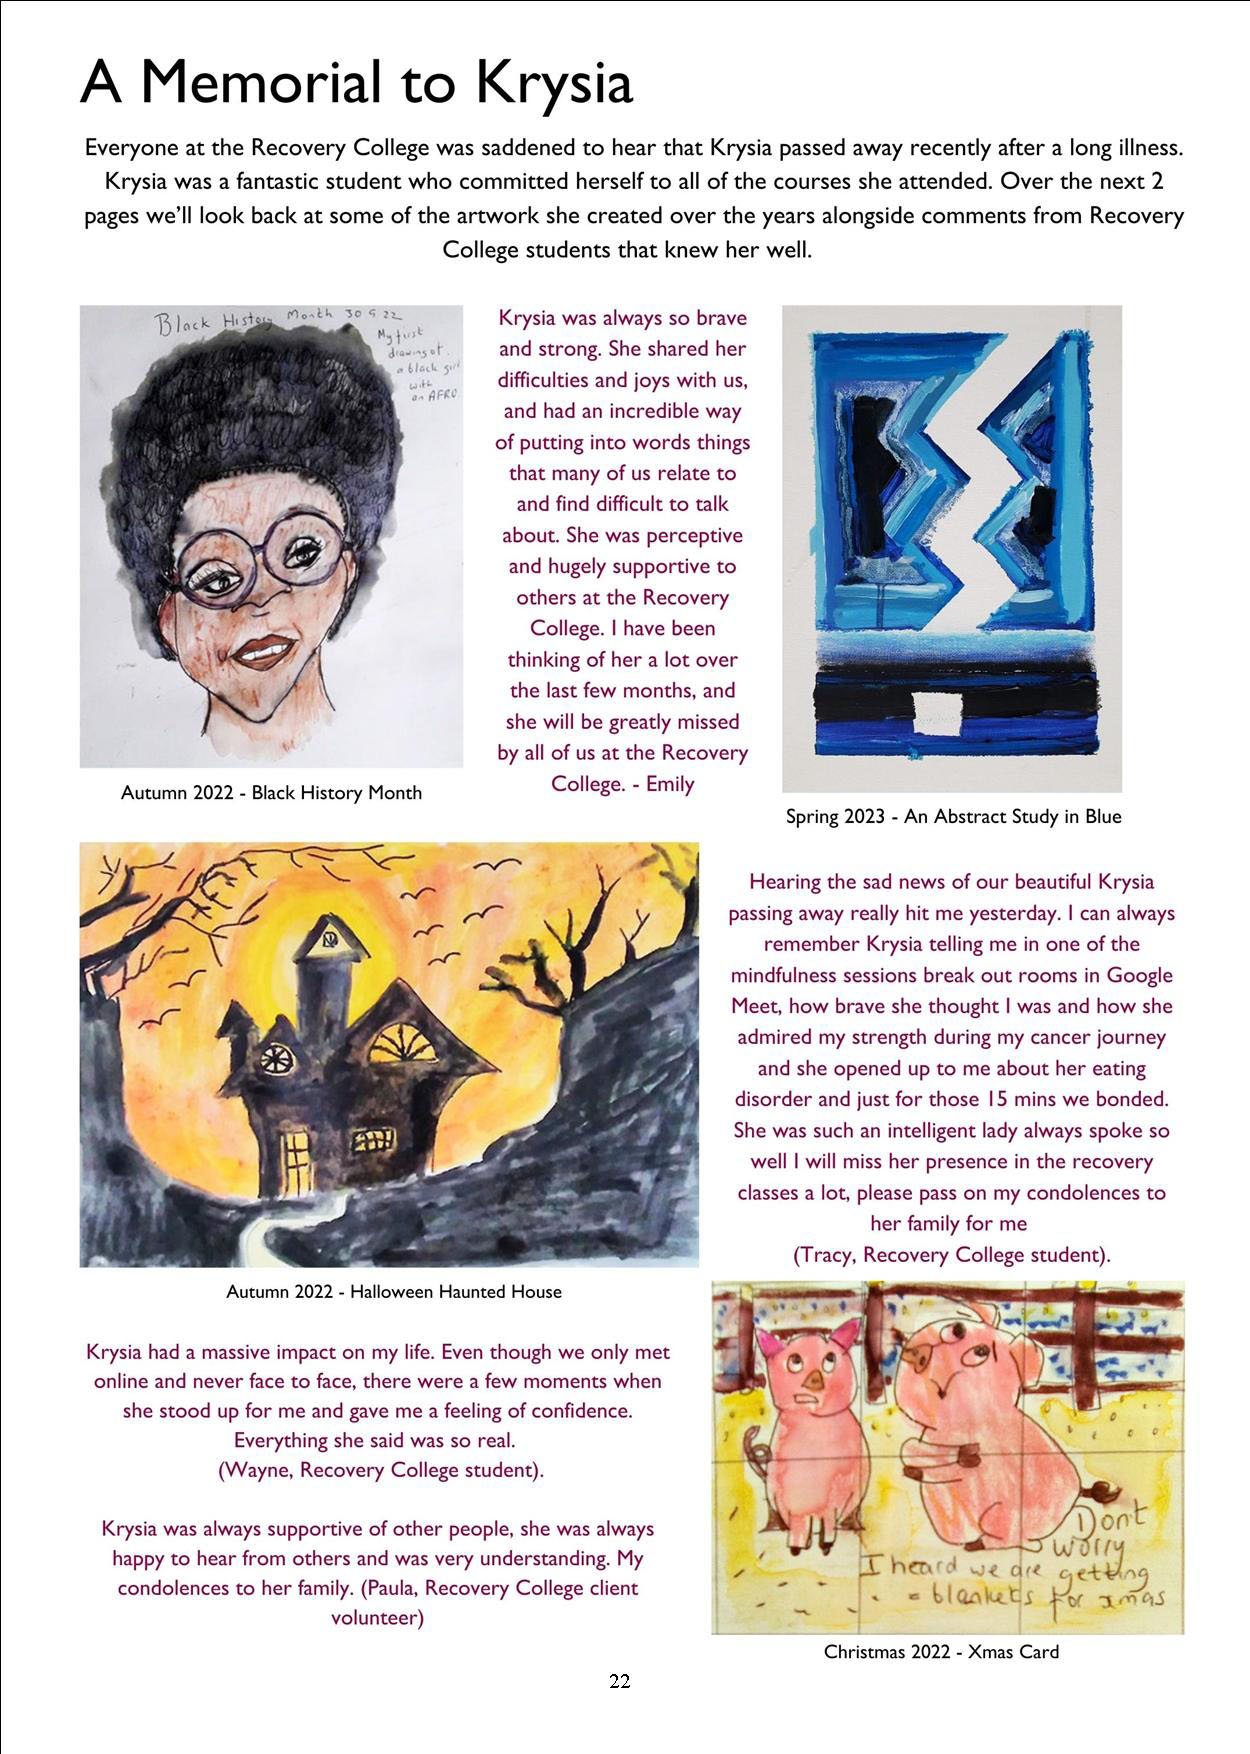 A Memorial to Krysia
Everyone at the Recovery College was saddened to hear that Krysia passed away recently after a long illness.
Krysia was a fantastic student who committed herself to all of the courses she attended. Over the next 2
pages we'll look back at some of the artwork she created over the years alongside comments from Recovery
College students that knew her well.
Black History Month 30 9 22
My first
drawing of
a black girl
with
an AFRO
Autumn 2022 - Black History Month
Krysia was always so brave
and strong. She shared her
difficulties and joys with us,
and had an incredible way
of putting into words things
that many of us relate to
and find difficult to talk
about. She was perceptive
and hugely supportive to
others at the Recovery
College. I have been
thinking of her a lot over
the last few months, and
she will be greatly missed
by all of us at the Recovery
College. - Emily
Spring 2023 - An Abstract Study in Blue
Autumn 2022 - Halloween Haunted House
Hearing the sad news of our beautiful Krysia
passing away really hit me yesterday. I can always
remember Krysia telling me in one of the
mindfulness sessions break out rooms in Google
Meet, how brave she thought I was and how she
admired my strength during my cancer journey
and she opened up to me about her eating
disorder and just for those 15 mins we bonded.
She was such an intelligent lady always spoke so
well I will miss her presence in the recovery
classes a lot, please pass on my condolences to
her family for me
(Tracy, Recovery College student).
Krysia had a massive impact on my life. Even though we only met
online and never face to face, there were a few moments when
she stood up for me and gave me a feeling of confidence.
Everything she said was so real.
(Wayne, Recovery College student).
Krysia was always supportive of other people, she was always
happy to hear from others and was very understanding. My
condolences to her family. (Paula, Recovery College client
volunteer)
Dont
worry
I heard we are getting
blankets for xmas
Christmas 2022 - Xmas Card
22